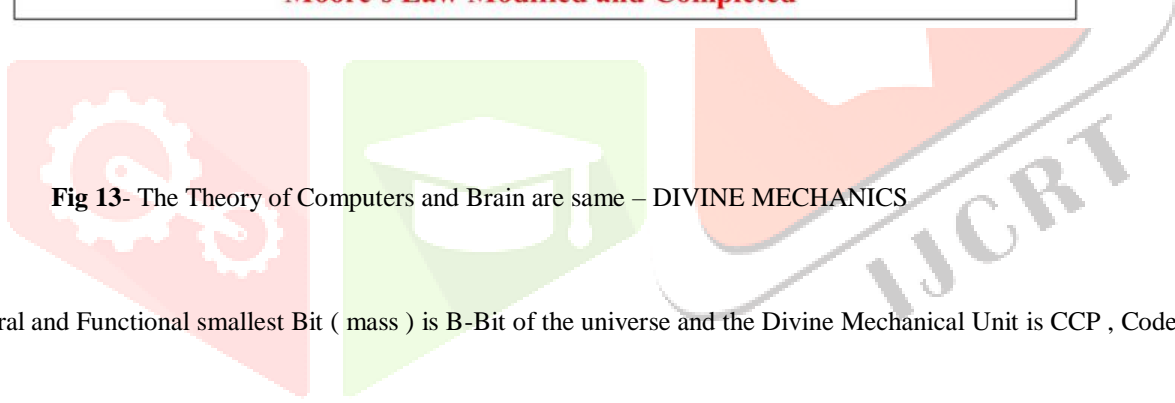 Moore's Law Modified and Completed
Fig 13- The Theory of Computers and Brain are same – DIVINE MECHANICS
IJCRT
ral and Functional smallest Bit ( mass ) is B-Bit of the universe and the Divine Mechanical Unit is CCP , Code